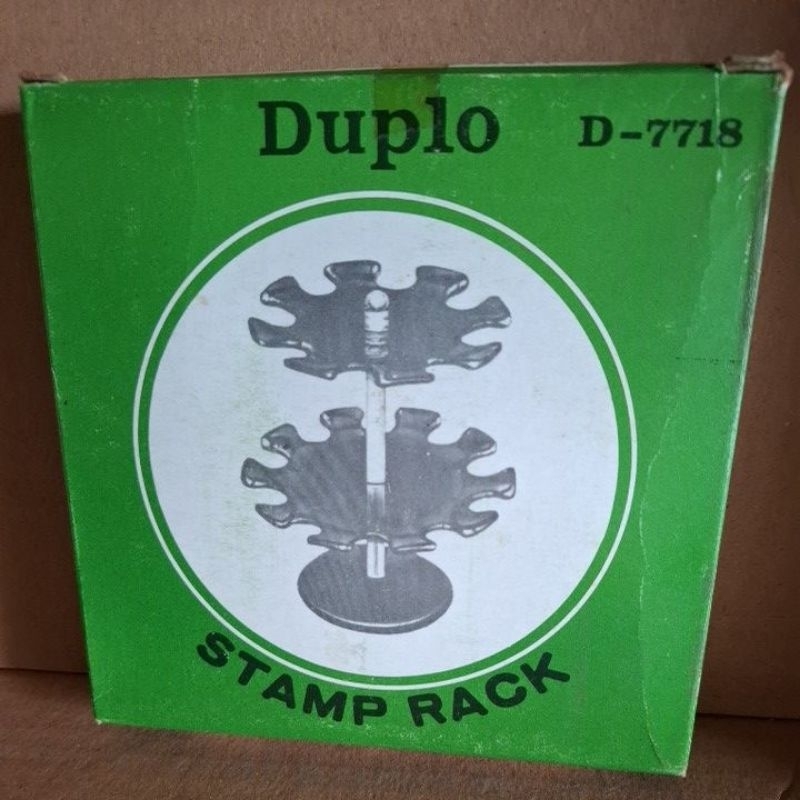 Duplo D-7718
STAMP RACK